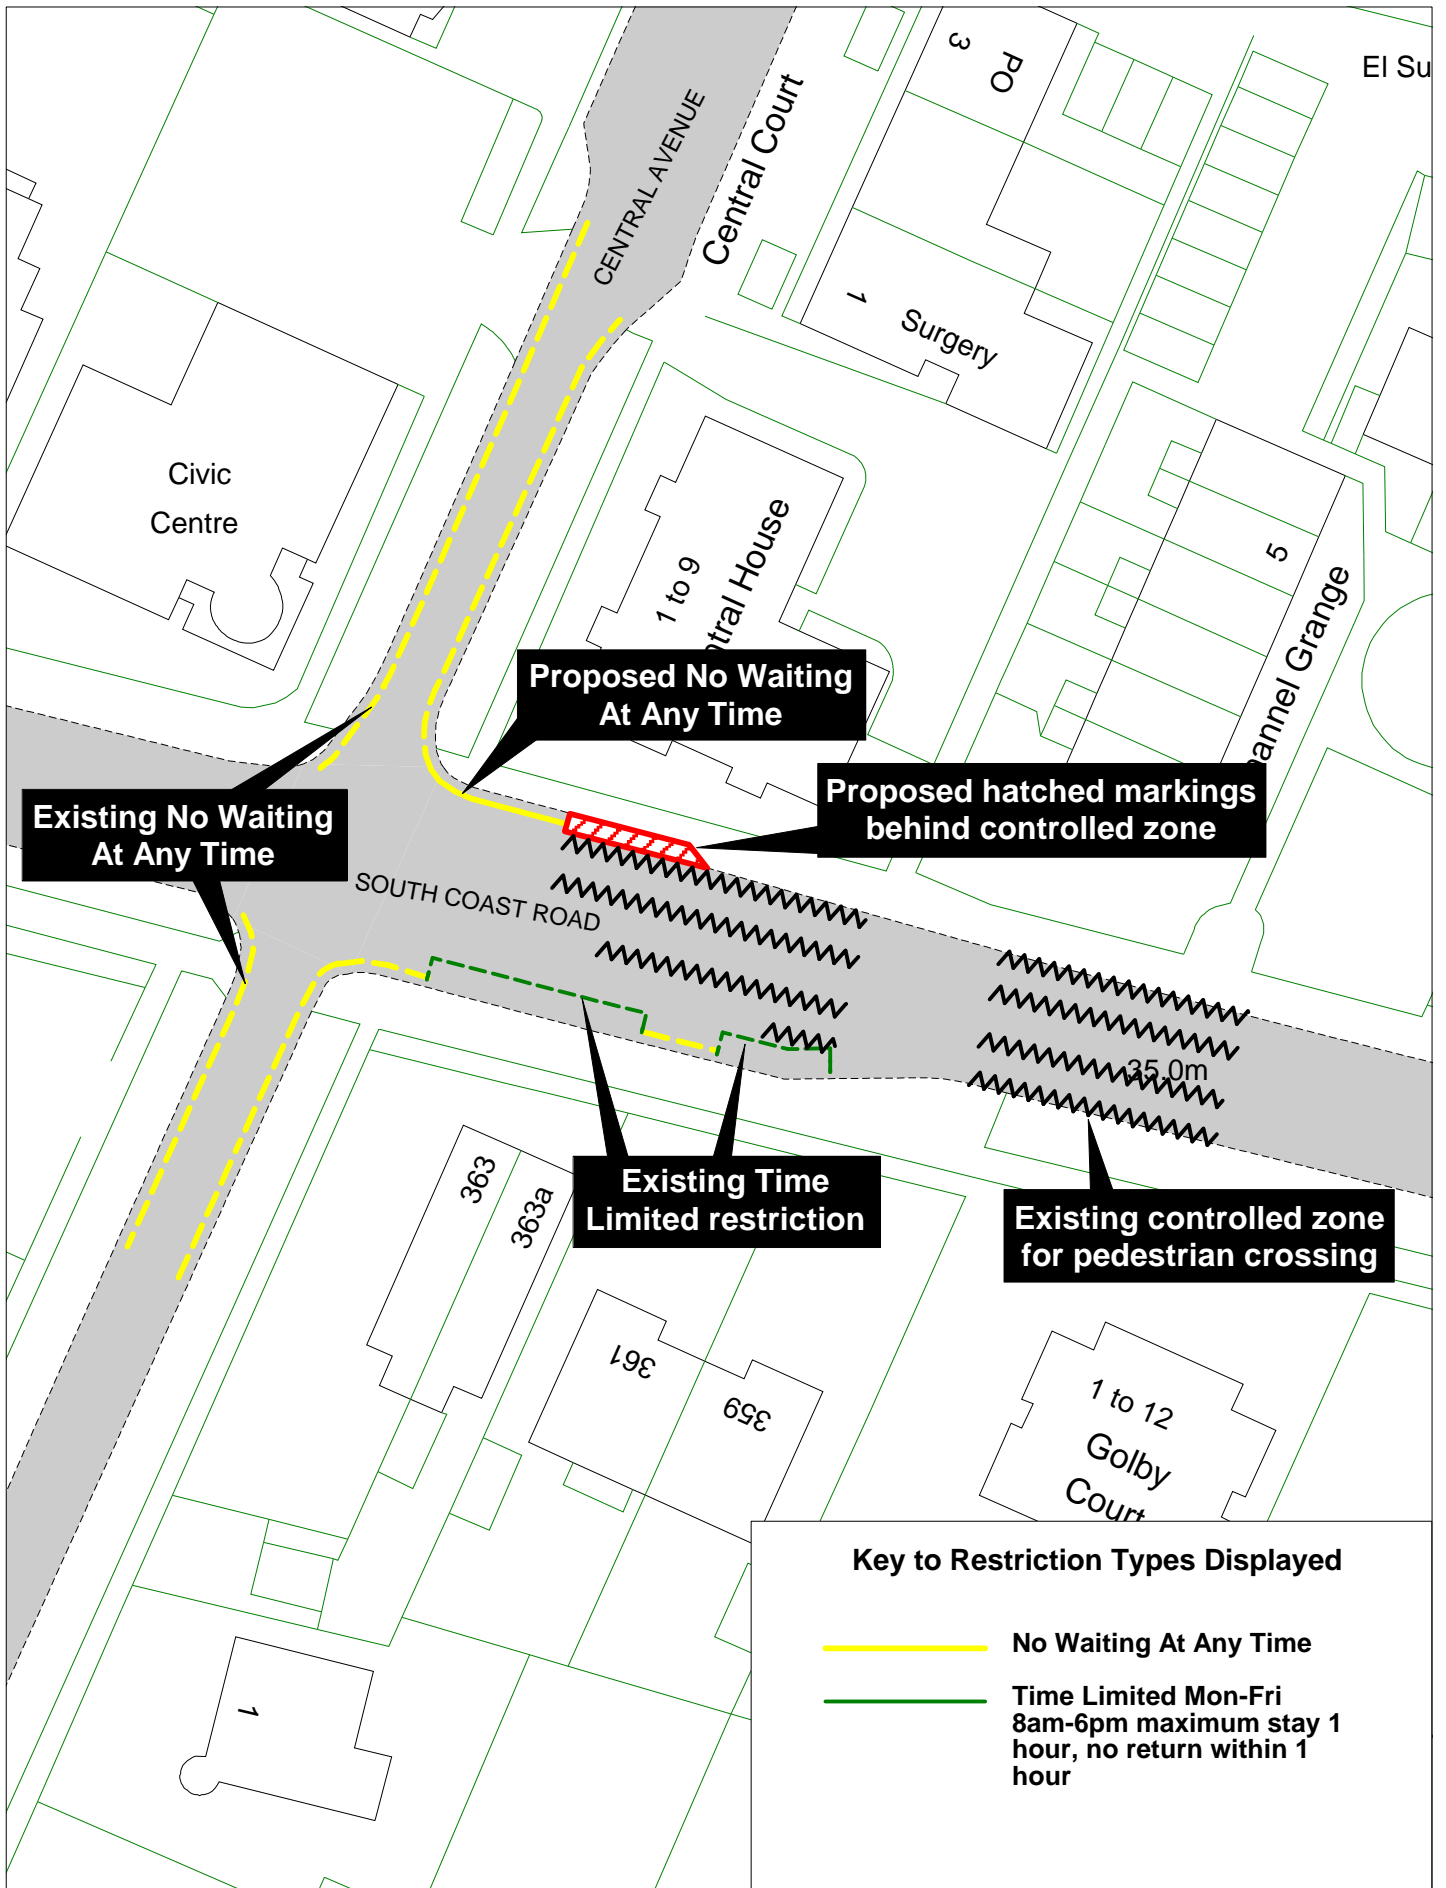 3
PO
El Su
CENTRAL AVENUE
Central Court
1
Surgery
Civic
Centre
1 to 9
ntral House
5
annel Grange
Proposed No Waiting
At Any Time
Proposed hatched markings
behind controlled zone
Existing No Waiting
At Any Time
SOUTH COAST ROAD
35.0m
363
363a
Existing Time
Limited restriction
Existing controlled zone
for pedestrian crossing
361
359
1 to 12
Golby
Court
1
Key to Restriction Types Displayed
No Waiting At Any Time
Time Limited Mon-Fri
8am-6pm maximum stay 1
hour, no return within 1
hour